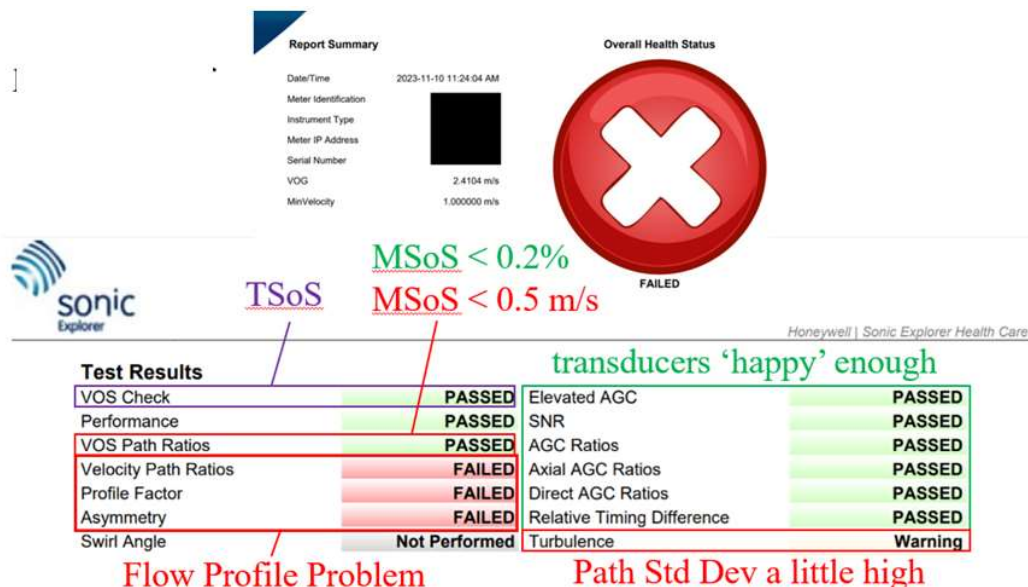 Report Summary
Overall Health Status
Date/Time 2023-11-10 11:24:04 AM
Meter Identification
Instrument Type
Meter IP Address
Serial Number
VOG 2.4104 m/s
MinVelocity 1.000000 m/s
FAILED
sonic
Explorer
TSoS
MSoS < 0.2%
MSoS < 0.5 m/s
Honeywell | Sonic Explorer Health Care
transducers ‘happy’ enough
Test Results
VOS Check PASSED Elevated AGC PASSED
Performance PASSED SNR PASSED
VOS Path Ratios PASSED AGC Ratios PASSED
Velocity Path Ratios FAILED Axial AGC Ratios PASSED
Profile Factor FAILED Direct AGC Ratios PASSED
Asymmetry FAILED Relative Timing Difference PASSED
Swirl Angle Not Performed Turbulence Warning
Flow Profile Problem
Path Std Dev a little high